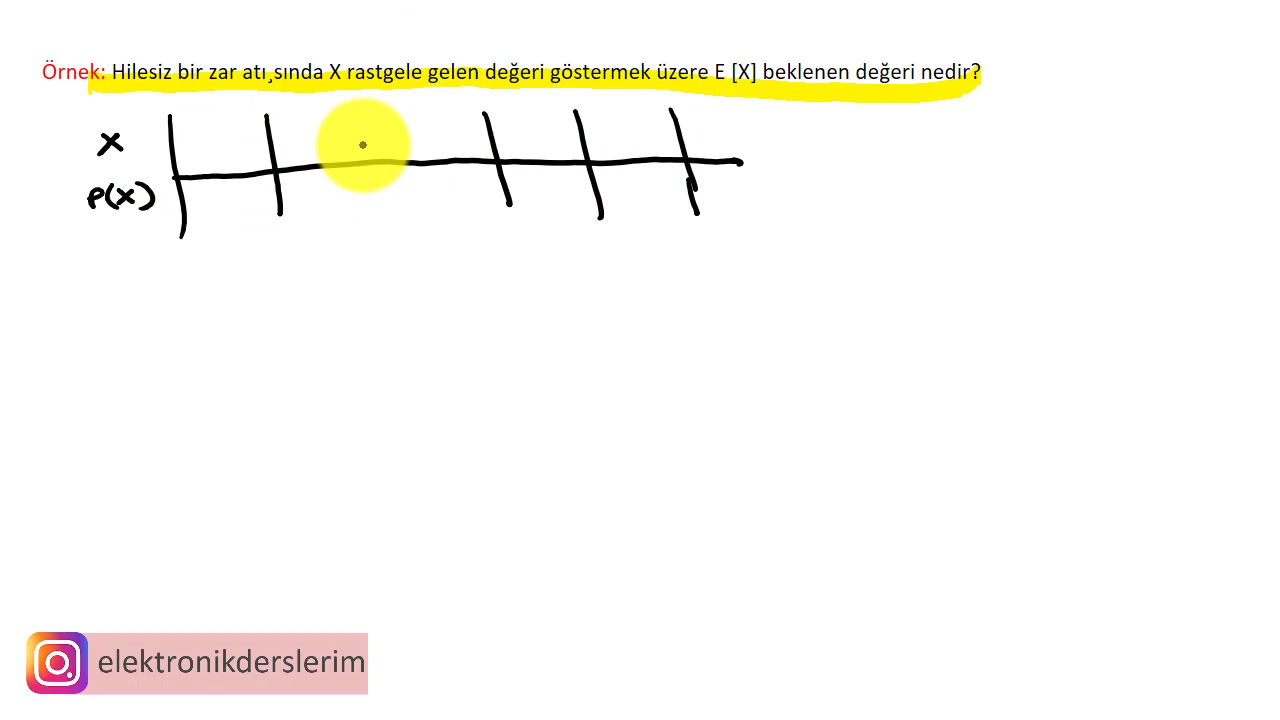 Örnek: Hilesiz bir zar atı¸sında X rastgele gelen değeri göstermek üzere E [X] beklenen değeri nedir?
X
P(X)
elektronikderslerim